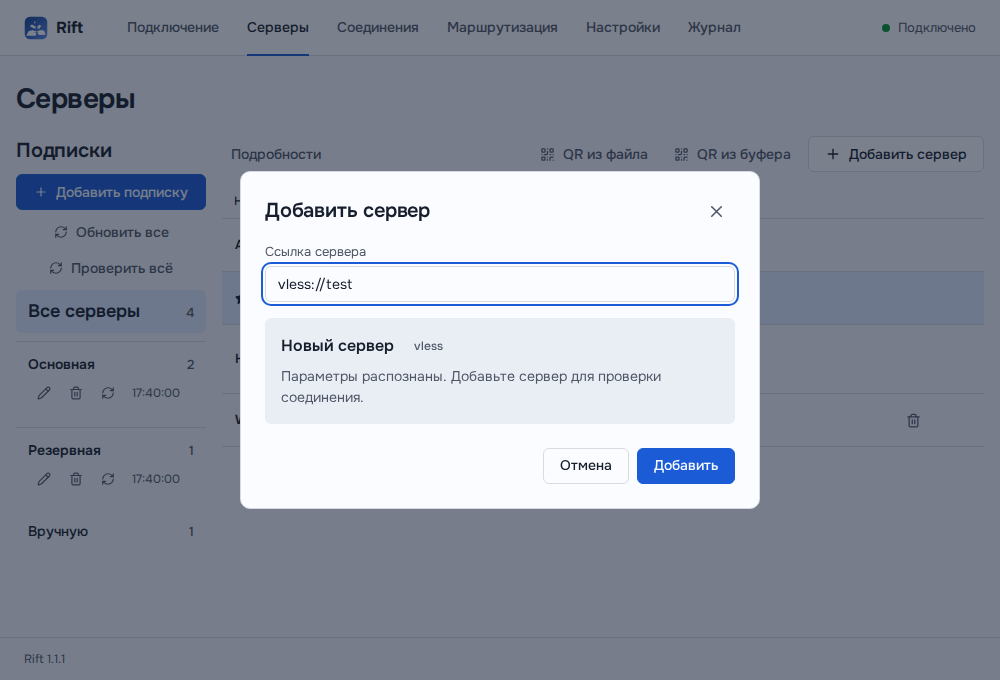 Rift
Подключение
Серверы
Соединения
Маршрутизация
Настройки
Журнал
Подключено
Серверы
Подписки
Добавить подписку
Обновить все
Проверить всё
Все серверы 4
Основная 2
17:40:00
Резервная 1
17:40:00
Вручную 1
Подробности
QR из файла
QR из буфера
Добавить сервер
Добавить сервер
Ссылка сервера
vless://test
Новый сервер vless
Параметры распознаны. Добавьте сервер для проверки
соединения.
Отмена
Добавить
Rift 1.1.1